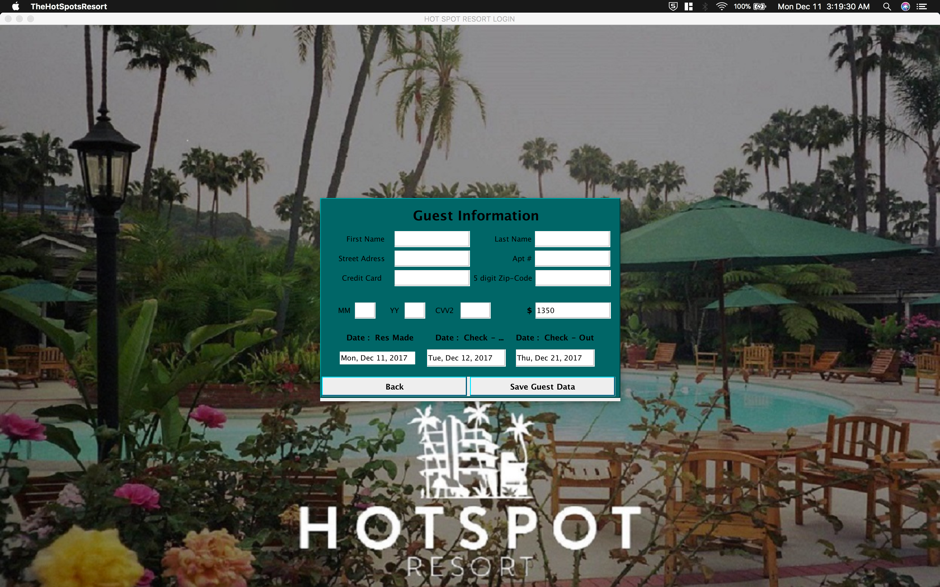 TheHotSpotsResort 100% Mon Dec 11 3:19:30 AM
HOT SPOT RESORT LOGIN
Guest Information
First Name Last Name
Street Adress Apt #
Credit Card 5 digit Zip-Code
MM YY CVV2 $ 1350
Date : Res Made Date : Check - ... Date : Check - Out
Mon, Dec 11, 2017 Tue, Dec 12, 2017 Thu, Dec 21, 2017
Back Save Guest Data
HOTSPOT
RESORT